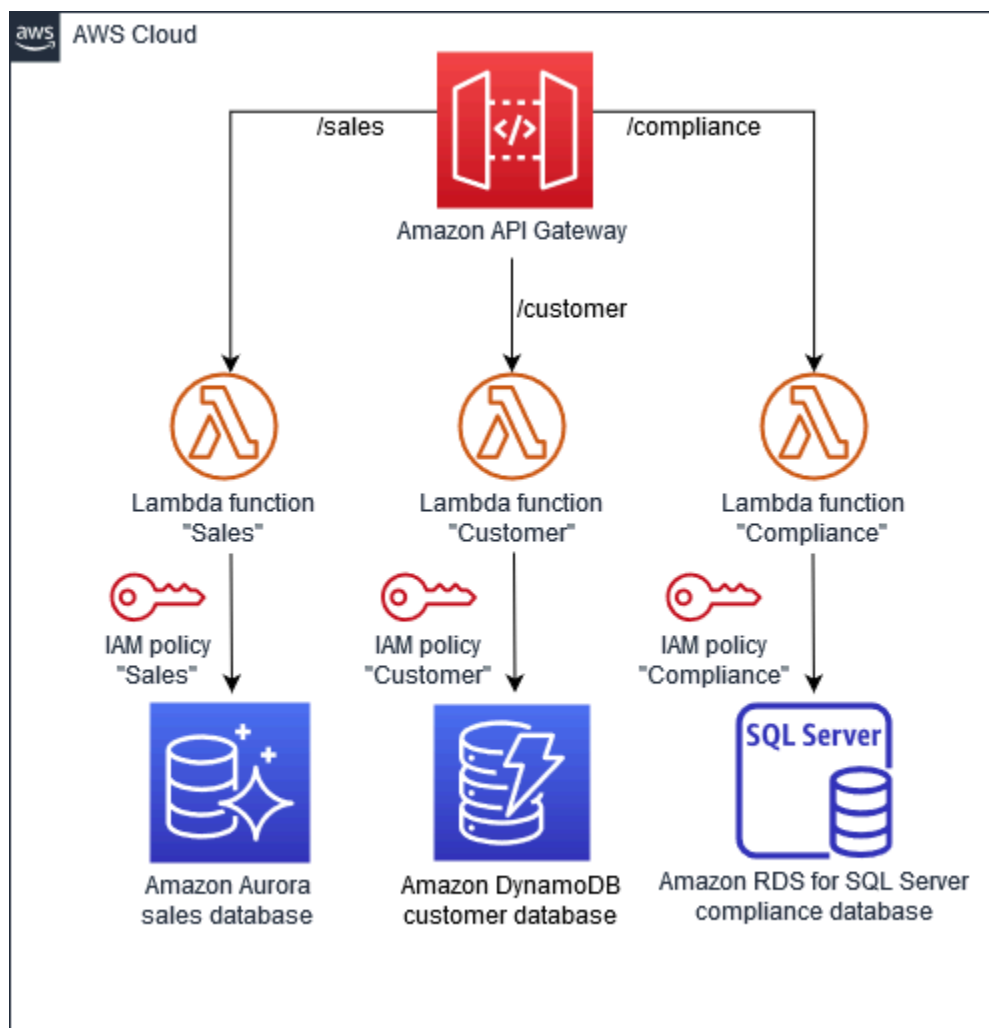 aws
AWS Cloud
/sales
/compliance
Amazon API Gateway
/customer
Lambda function
"Sales"
Lambda function
"Customer"
Lambda function
"Compliance"
IAM policy
"Sales"
IAM policy
"Customer"
IAM policy
"Compliance"
SQL Server
Amazon Aurora
sales database
Amazon DynamoDB
customer database
Amazon RDS for SQL Server
compliance database